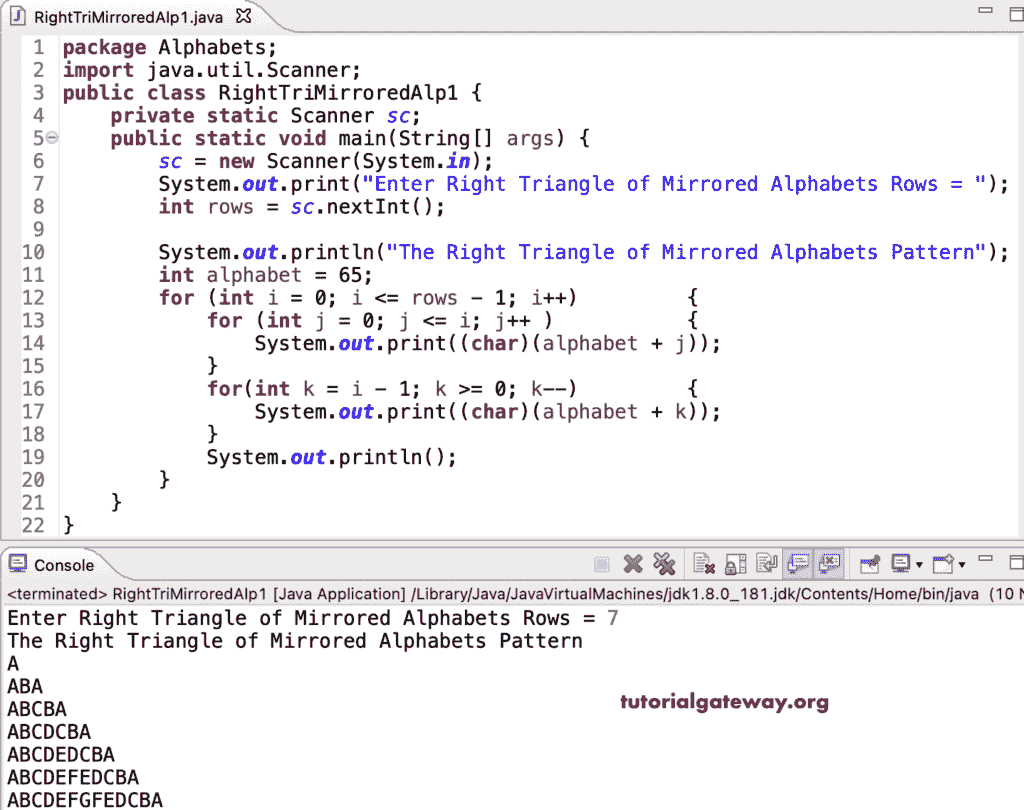 RightTriMirroredAlp1.java
1 package Alphabets;
2 import java.util.Scanner;
3 public class RightTriMirroredAlp1 {
4     private static Scanner sc;
5     public static void main(String[] args) {
6         sc = new Scanner(System.in);
7         System.out.print("Enter Right Triangle of Mirrored Alphabets Rows = ");
8         int rows = sc.nextInt();
9
10         System.out.println("The Right Triangle of Mirrored Alphabets Pattern");
11         int alphabet = 65;
12         for (int i = 0; i <= rows - 1; i++)         {
13             for (int j = 0; j <= i; j++ )           {
14                 System.out.print((char)(alphabet + j));
15             }
16             for(int k = i - 1; k >= 0; k--)         {
17                 System.out.print((char)(alphabet + k));
18             }
19             System.out.println();
20         }
21     }
22 }
Console
<terminated> RightTriMirroredAlp1 [Java Application] /Library/Java/JavaVirtualMachines/jdk1.8.0_181.jdk/Contents/Home/bin/java (10
Enter Right Triangle of Mirrored Alphabets Rows = 7
The Right Triangle of Mirrored Alphabets Pattern
A
ABA
ABCBA
tutorialgateway.org
ABCDCBA
ABCDEDCBA
ABCDEFEDCBA
ABCDEFGFEDCBA